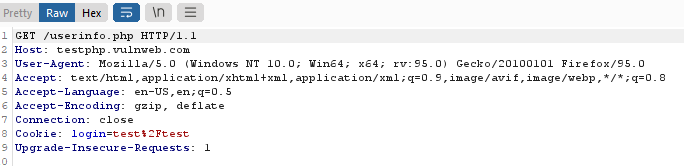 Pretty Raw Hex \n
1 GET /userinfo.php HTTP/1.1
2 Host: testphp.vulnweb.com
3 User-Agent: Mozilla/5.0 (Windows NT 10.0; Win64; x64; rv:95.0) Gecko/20100101 Firefox/95.0
4 Accept: text/html,application/xhtml+xml,application/xml;q=0.9,image/avif,image/webp,*/*;q=0.8
5 Accept-Language: en-US,en;q=0.5
6 Accept-Encoding: gzip, deflate
7 Connection: close
8 Cookie: login=test%2Ftest
9 Upgrade-Insecure-Requests: 1
0